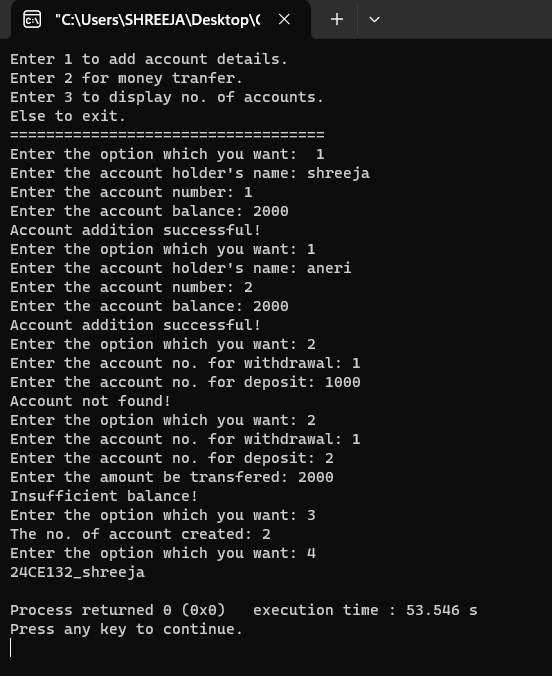 "C:\Users\SHREEJA\Desktop\C
Enter 1 to add account details.
Enter 2 for money tranfer.
Enter 3 to display no. of accounts.
Else to exit.
===================================
Enter the option which you want:  1
Enter the account holder's name: shreeja
Enter the account number: 1
Enter the account balance: 2000
Account addition successful!
Enter the option which you want: 1
Enter the account holder's name: aneri
Enter the account number: 2
Enter the account balance: 2000
Account addition successful!
Enter the option which you want: 2
Enter the account no. for withdrawal: 1
Enter the account no. for deposit: 1000
Account not found!
Enter the option which you want: 2
Enter the account no. for withdrawal: 1
Enter the account no. for deposit: 2
Enter the amount be transfered: 2000
Insufficient balance!
Enter the option which you want: 3
The no. of account created: 2
Enter the option which you want: 4
24CE132_shreeja
Process returned 0 (0x0)   execution time : 53.546 s
Press any key to continue.